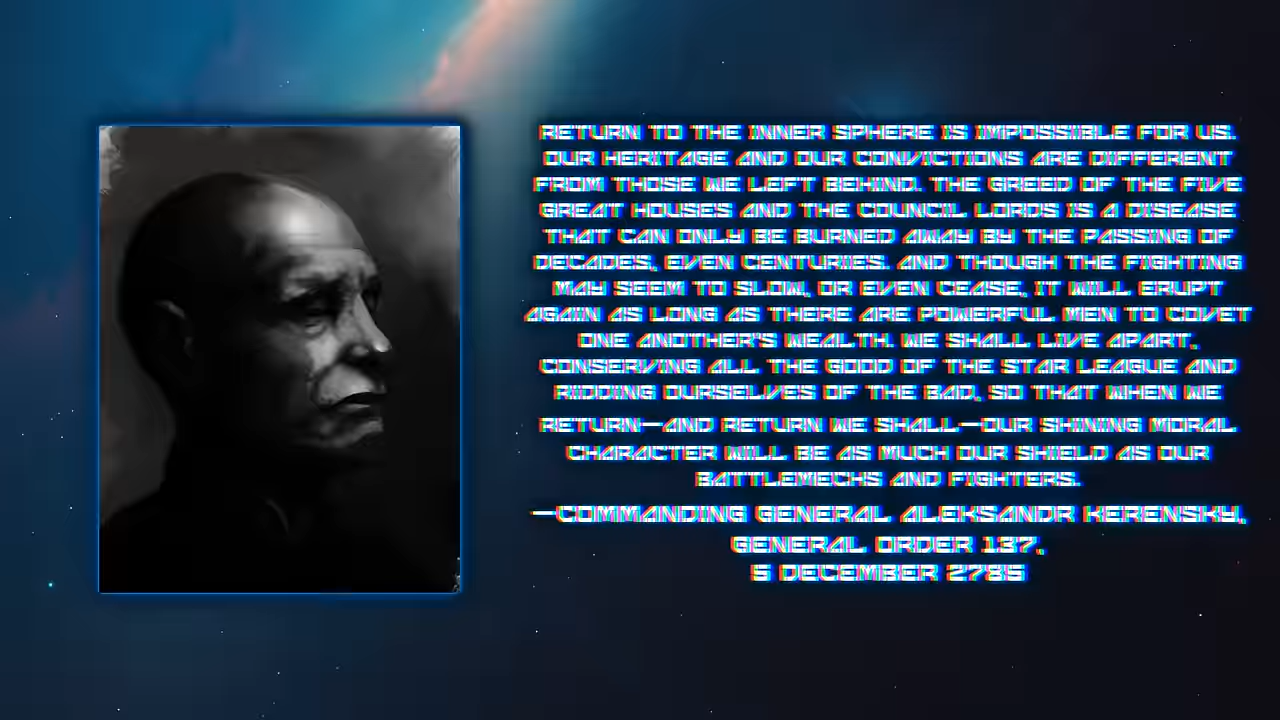 RETURN TO THE INNER SPHERE IS IMPOSSIBLE FOR US.
OUR HERITAGE AND OUR CONVICTIONS ARE DIFFERENT
FROM THOSE WE LEFT BEHIND. THE GREED OF THE FIVE
GREAT HOUSES AND THE COUNCIL LORDS IS A DISEASE
THAT CAN ONLY BE BURNED AWAY BY THE PASSING OF
DECADES, EVEN CENTURIES. AND THOUGH THE FIGHTING
MAY SEEM TO SLOW, OR EVEN CEASE, IT WILL ERUPT
AGAIN AS LONG AS THERE ARE POWERFUL MEN TO COVET
ONE ANOTHER'S WEALTH. WE SHALL LIVE APART,
CONSERVING ALL THE GOOD OF THE STAR LEAGUE AND
RIDDING OURSELVES OF THE BAD, SO THAT WHEN WE
RETURN—AND RETURN WE SHALL—OUR SHINING MORAL
CHARACTER WILL BE AS MUCH OUR SHIELD AS OUR
BATTLEMECHS AND FIGHTERS.
—COMMANDING GENERAL ALEKSANDR KERENSKY,
GENERAL ORDER 137,
5 DECEMBER 2785